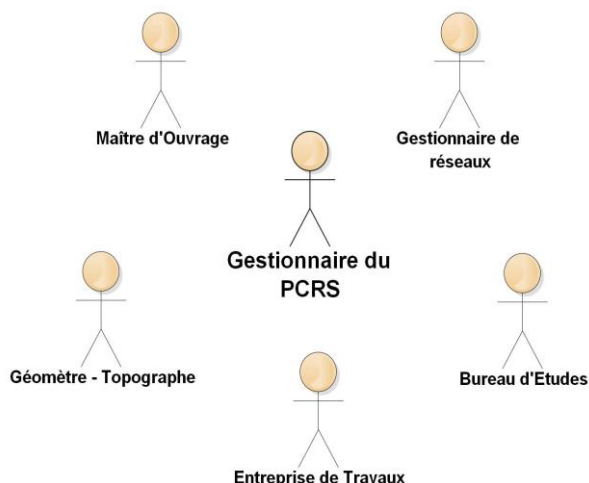 Maître d'Ouvrage
Gestionnaire de
réseaux
Gestionnaire du
PCRS
Géomètre - Topographe
Bureau d'Etudes
Entreprise de Travaux